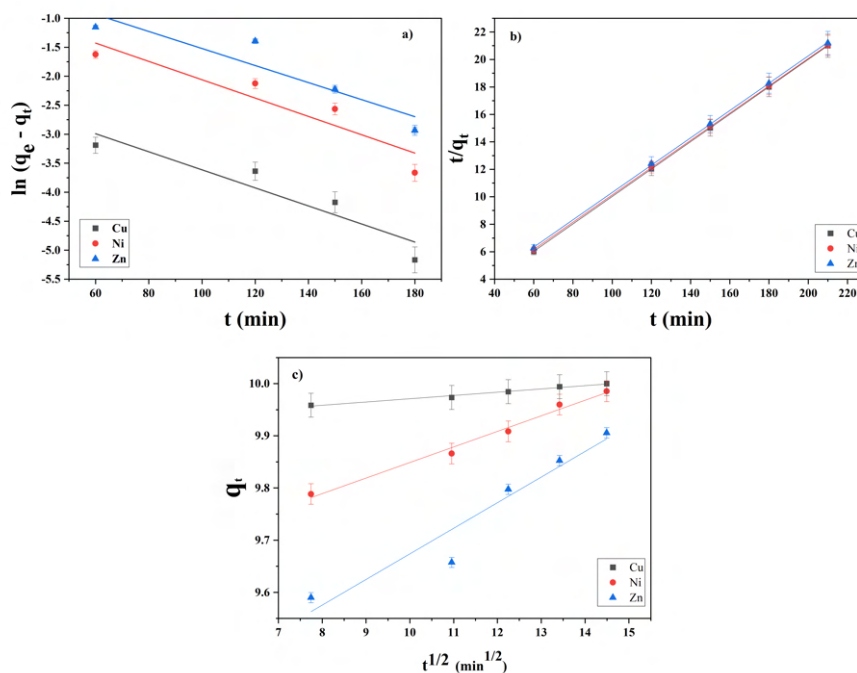 a)
-1.0
-1.5
-2.0
-2.5
-3.0
-3.5
-4.0
-4.5
-5.0
-5.5
ln (qe - qt)
Cu
Ni
Zn
60 80 100 120 140 160 180
t (min)
b)
22
20
18
16
14
12
10
8
6
4
t/qt
Cu
Ni
Zn
40 60 80 100 120 140 160 180 200 220
t (min)
c)
10.0
9.9
9.8
9.7
9.6
qt
Cu
Ni
Zn
7 8 9 10 11 12 13 14 15
t1/2 (min1/2)